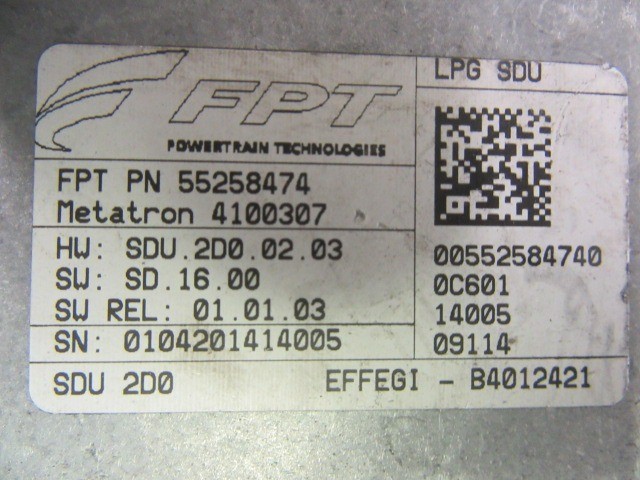 FPT
POWERTRAIN TECHNOLOGIES
LPG SDU
FPT PN 55258474
Metatron 4100307
HW: SDU.2D0.02.03
SW: SD.16.00
SW REL: 01.01.03
SN: 0104201414005
00552584740
0C601
14005
09114
SDU 2D0
EFFEGI - B4012421